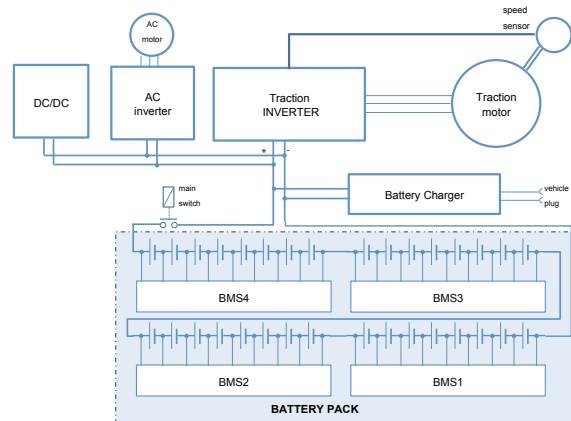 speed
sensor
AC
motor
DC/DC
AC
inverter
Traction
INVERTER
Traction
motor
+ -
Battery Charger
vehicle
plug
main
switch
BMS4
BMS3
BMS2
BMS1
BATTERY PACK